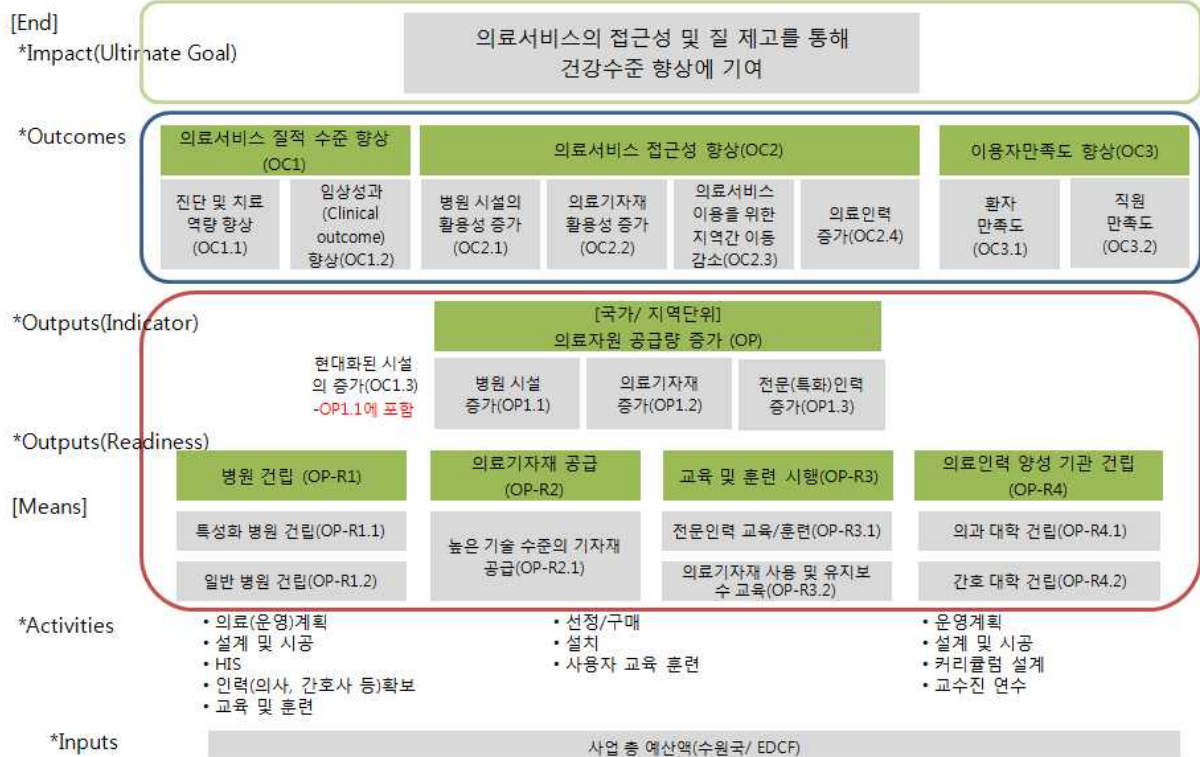 [End]
*Impact(Ultimate Goal)
의료서비스의 접근성 및 질 제고를 통해
건강수준 향상에 기여
*Outcomes
의료서비스 질적 수준 향상
(OC1)
의료서비스 접근성 향상(OC2)
이용자만족도 향상(OC3)
진단 및 치료
역량 향상
(OC1.1)
임상성과
(Clinical
outcome)
향상(OC1.2)
병원 시설의
활용성 증가
(OC2.1)
의료기자재
활용성 증가
(OC2.2)
의료서비스
이용을 위한
지역간 이동
감소(OC2.3)
의료인력
증가(OC2.4)
환자
만족도
(OC3.1)
직원
만족도
(OC3.2)
*Outputs(Indicator)
[국가/ 지역단위]
의료자원 공급량 증가 (OP)
현대화된 시설
의 증가(OC1.3)
-OP1.1에 포함
병원 시설
증가(OP1.1)
의료기자재
증가(OP1.2)
전문(특화)인력
증가(OP1.3)
*Outputs(Readiness)
병원 건립 (OP-R1)
의료기자재 공급
(OP-R2)
교육 및 훈련 시행(OP-R3)
의료인력 양성 기관 건립
(OP-R4)
[Means]
특성화 병원 건립(OP-R1.1)
일반 병원 건립(OP-R1.2)
높은 기술 수준의 기자재
공급(OP-R2.1)
전문인력 교육/훈련(OP-R3.1)
의료기자재 사용 및 유지보
수 교육(OP-R3.2)
의과 대학 건립(OP-R4.1)
간호 대학 건립(OP-R4.2)
*Activities
• 의료(운영)계획
• 설계 및 시공
• HIS
• 인력(의사, 간호사 등)확보
• 교육 및 훈련
• 선정/구매
• 설치
• 사용자 교육 훈련
• 운영계획
• 설계 및 시공
• 커리큘럼 설계
• 교수진 연수
*Inputs
사업 총 예산액(수원국/ EDCF)